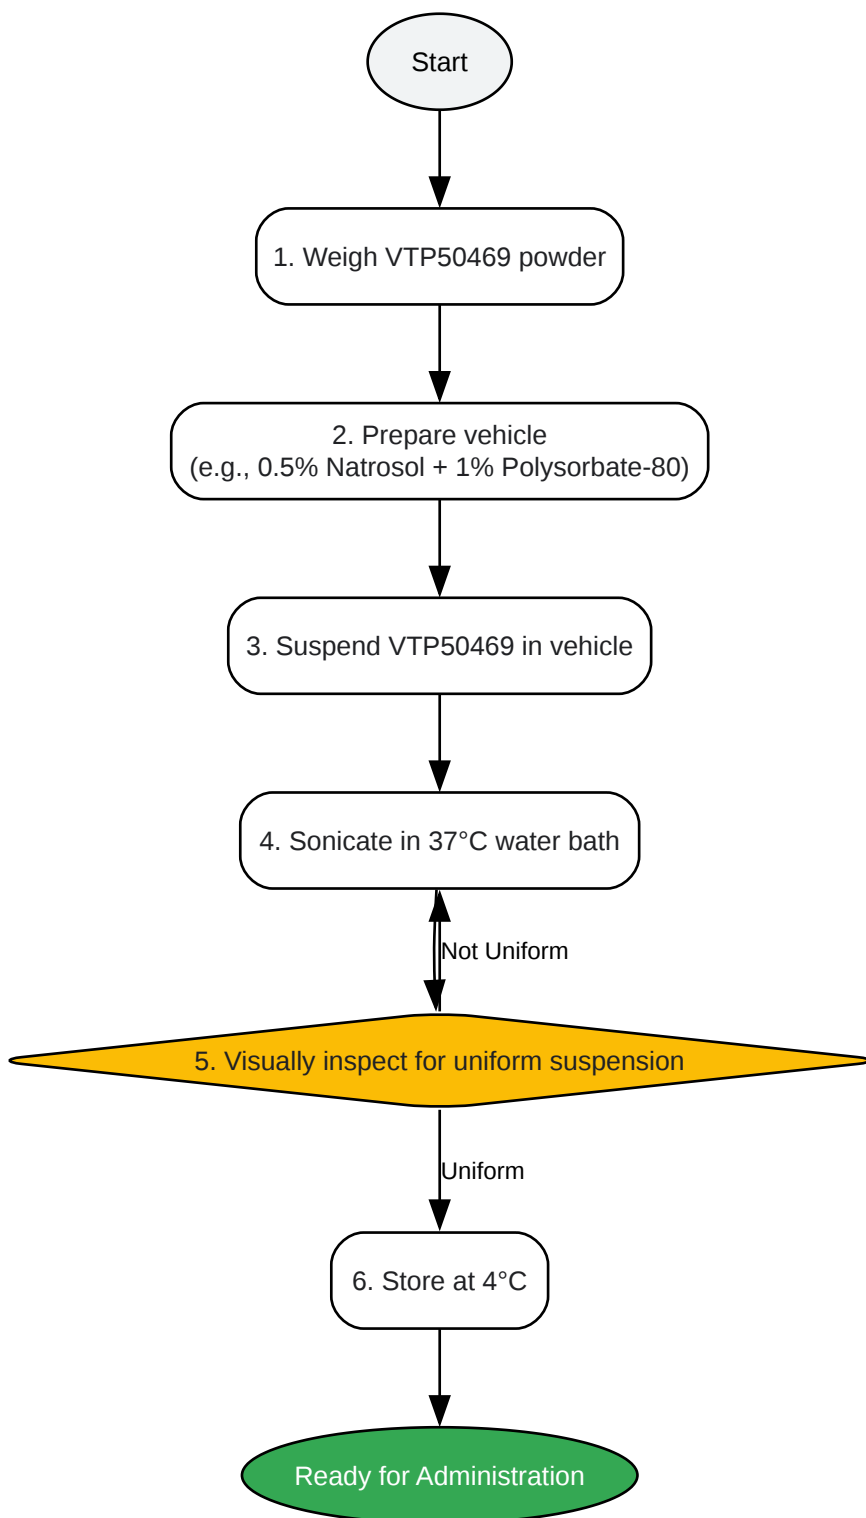 Start
1. Weigh VTP50469 powder
2. Prepare vehicle
(e.g., 0.5% Natrosol + 1% Polysorbate-80)
3. Suspend VTP50469 in vehicle
4. Sonicate in 37°C water bath
Not Uniform
5. Visually inspect for uniform suspension
Uniform
6. Store at 4°C
Ready for Administration